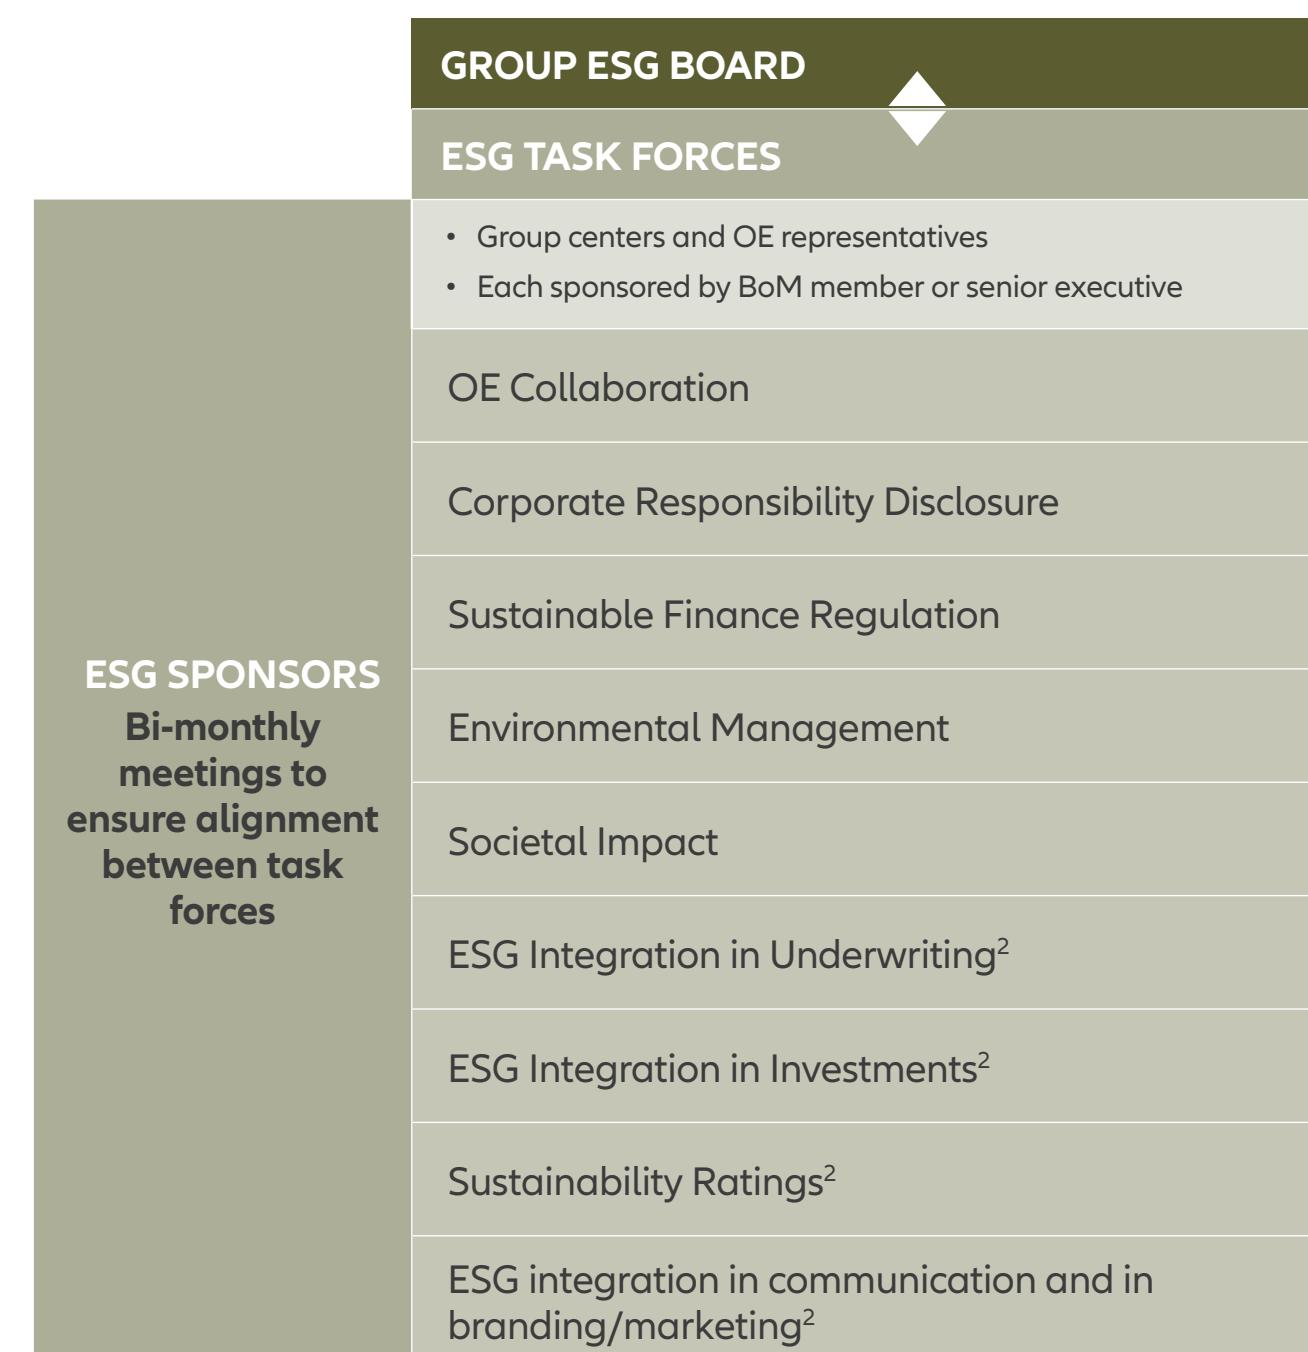 GROUP ESG BOARD
ESG TASK FORCES
• Group centers and OE representatives
• Each sponsored by BoM member or senior executive
ESG SPONSORS
Bi-monthly
meetings to
ensure alignment
between task
forces
OE Collaboration
Corporate Responsibility Disclosure
Sustainable Finance Regulation
Environmental Management
Societal Impact
ESG Integration in Underwriting²
ESG Integration in Investments²
Sustainability Ratings²
ESG integration in communication and in
branding/marketing²